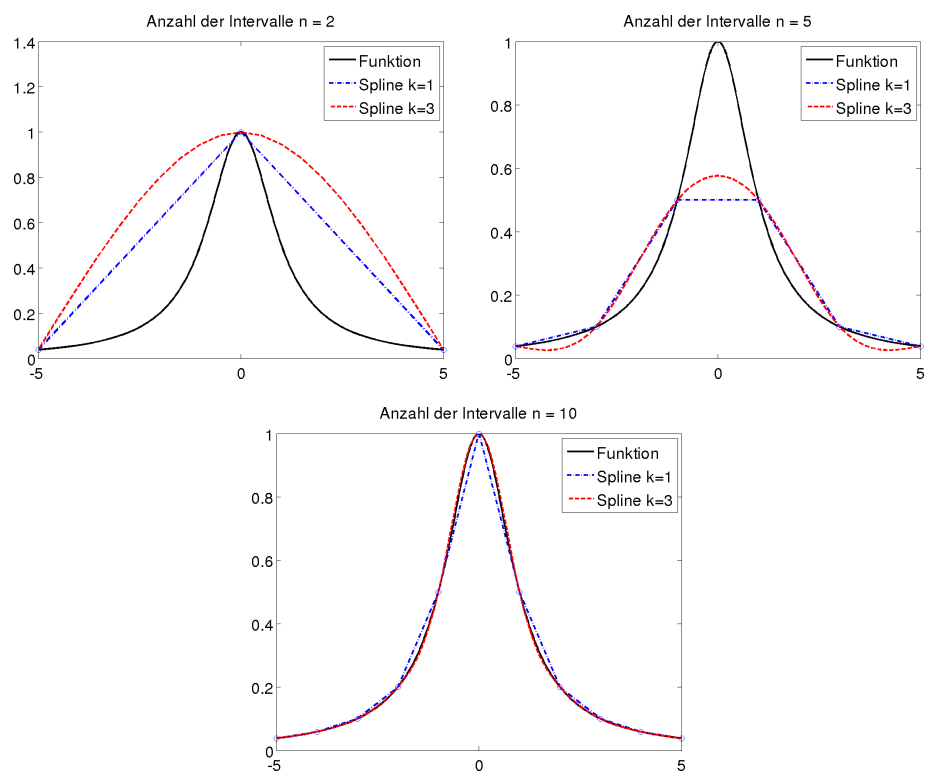 Anzahl der Intervalle n = 2
1.4
1.2
1
0.8
0.6
0.4
0.2
0
-5
0
5
Funktion
Spline k=1
Spline k=3
Anzahl der Intervalle n = 5
1
0.8
0.6
0.4
0.2
0
-5
0
5
Funktion
Spline k=1
Spline k=3
Anzahl der Intervalle n = 10
1
0.8
0.6
0.4
0.2
0
-5
0
5
Funktion
Spline k=1
Spline k=3